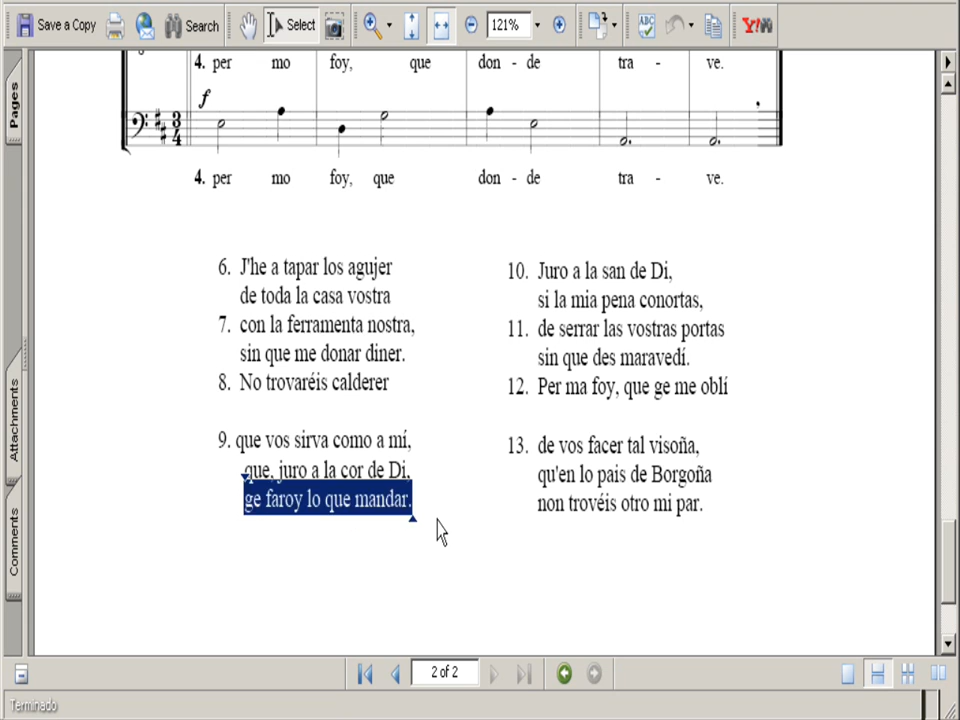 Save a Copy
Search
Select
121%
ABC
Y!
Pages
Attachments
Comments
4. per mo foy, que don - de tra - ve.
f
3
4
4. per mo foy, que don - de tra - ve.
6. J'he a tapar los agujer
de toda la casa vostra
7. con la ferramenta nostra,
sin que me donar diner.
8. No trovaréis calderer
9. que vos sirva como a mí,
que, juro a la cor de Di,
ge faroy lo que mandar.
10. Juro a la san de Di,
si la mia pena conortas,
11. de serrar las vostras portas
sin que des maravedí.
12. Per ma foy, que ge me oblí
13. de vos facer tal visoña,
qu'en lo pais de Borgoña
non trovéis otro mi par.
2 of 2
Terminado